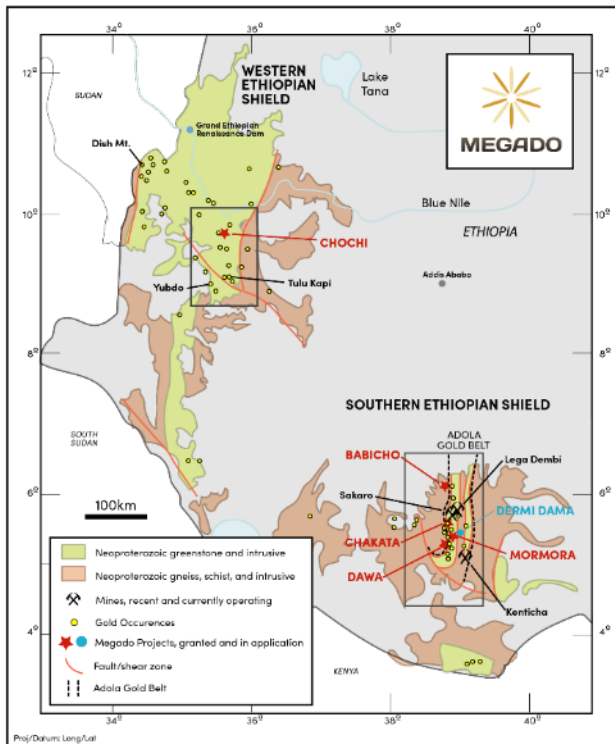 34° 36° 38° 40°
12° 12°
WESTERN
ETHIOPIAN
SHIELD
Lake
Tana
SUDAN
MEGADO
Grand Ethiopian
Renaissance Dam
Dish Mt.
10° 10°
Blue Nile
ETHIOPIA
CHOCHI
Addis Ababa
Yubdo
Tulu Kapi
8° 8°
SOUTHERN ETHIOPIAN SHIELD
SOUTH
SUDAN
ADOLA
GOLD BELT
BABICHO
Lega Dembi
6° 6°
Sakaro
100km
DERMI DAMA
CHAKATA
MORMORA
DAWA
Kenticha
Neoproterozoic greenstone and intrusive
Neoproterozoic gneiss, schist, and intrusive
Mines, recent and currently operating
Gold Occurences
Megado Projects, granted and in application
Fault/shear zone
Adola Gold Belt
4° 4°
KENYA
34° 36° 38° 40°
Proj/Datum: Long/Lat